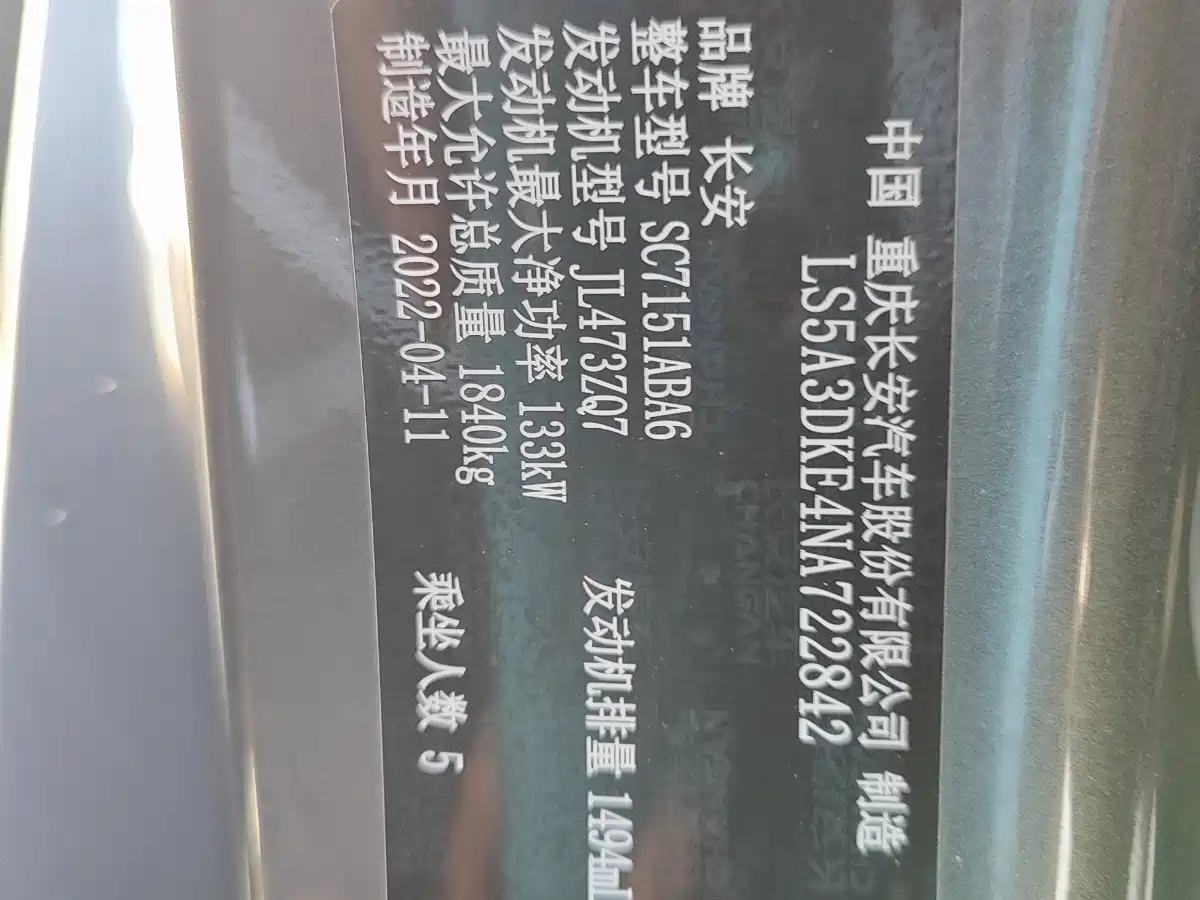 中国 重庆长安汽车股份有限公司 制造
LS5A3DKE4NA722842
品牌 长安
整车型号 SC7151ABA6
发动机型号 JL473ZQ7 发动机排量 1494mL
发动机最大净功率 133kW
最大允许总质量 1840kg
制造年月 2022-04-11 乘坐人数 5